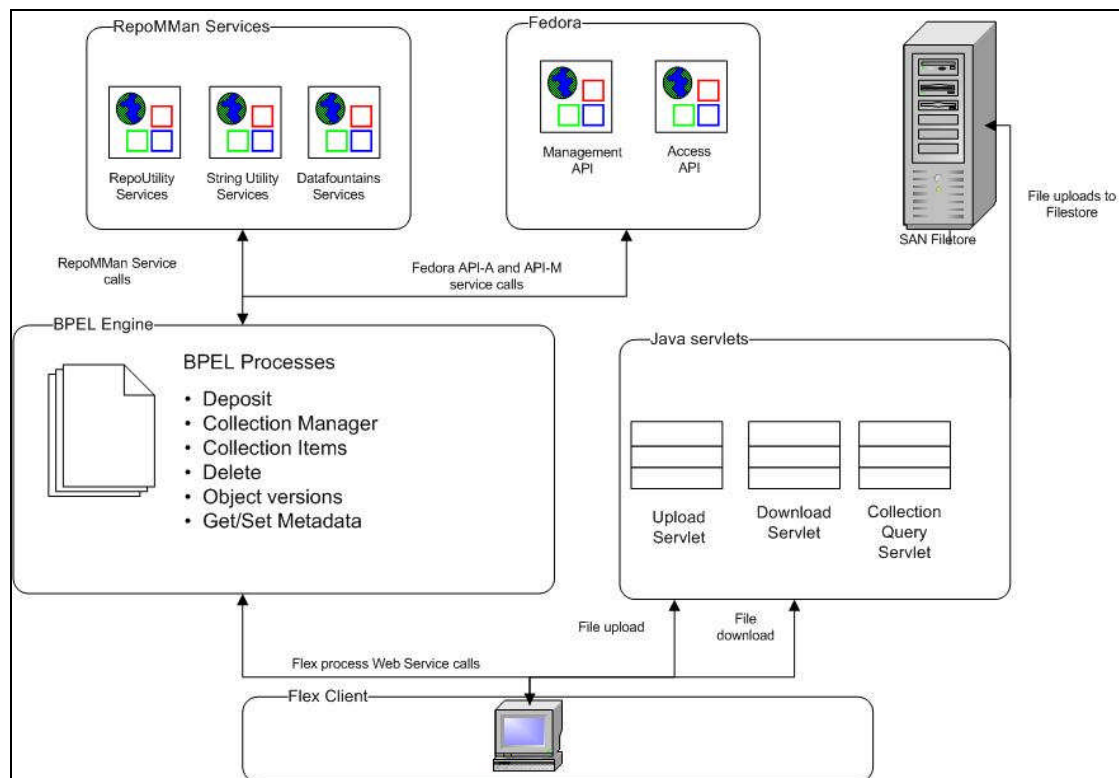 RepoMMan Services
Fedora
RepoUtility
Services
String Utility
Services
Datafountains
Services
Management
API
Access
API
SAN Filetore
File uploads to
Filestore
RepoMMan Service
calls
Fedora API-A and API-M
service calls
BPEL Engine
BPEL Processes
• Deposit
• Collection Manager
• Collection Items
• Delete
• Object versions
• Get/Set Metadata
Java servlets
Upload
Servlet
Download
Servlet
Collection
Query
Servlet
File upload
File
download
Flex process Web Service calls
Flex Client